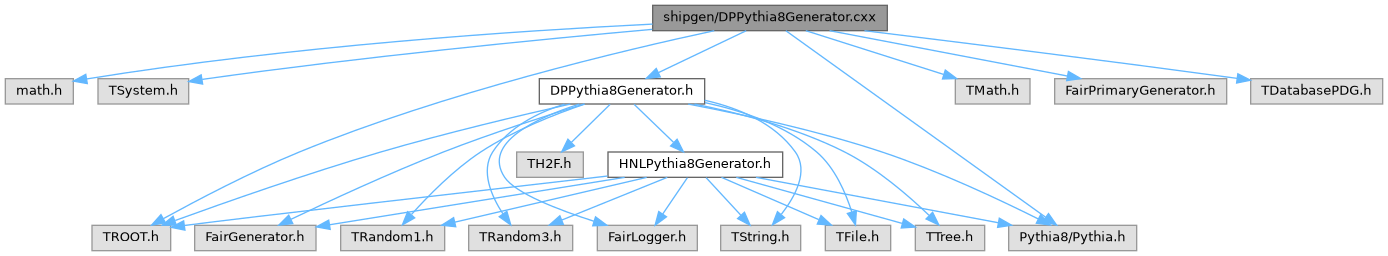 shipgen/DPPythia8Generator.cxx
math.h
TSystem.h
DPPythia8Generator.h
TMath.h
FairPrimaryGenerator.h
TDatabasePDG.h
TH2F.h
HNLPythia8Generator.h
TROOT.h
FairGenerator.h
TRandom1.h
TRandom3.h
FairLogger.h
TString.h
TFile.h
TTree.h
Pythia8/Pythia.h